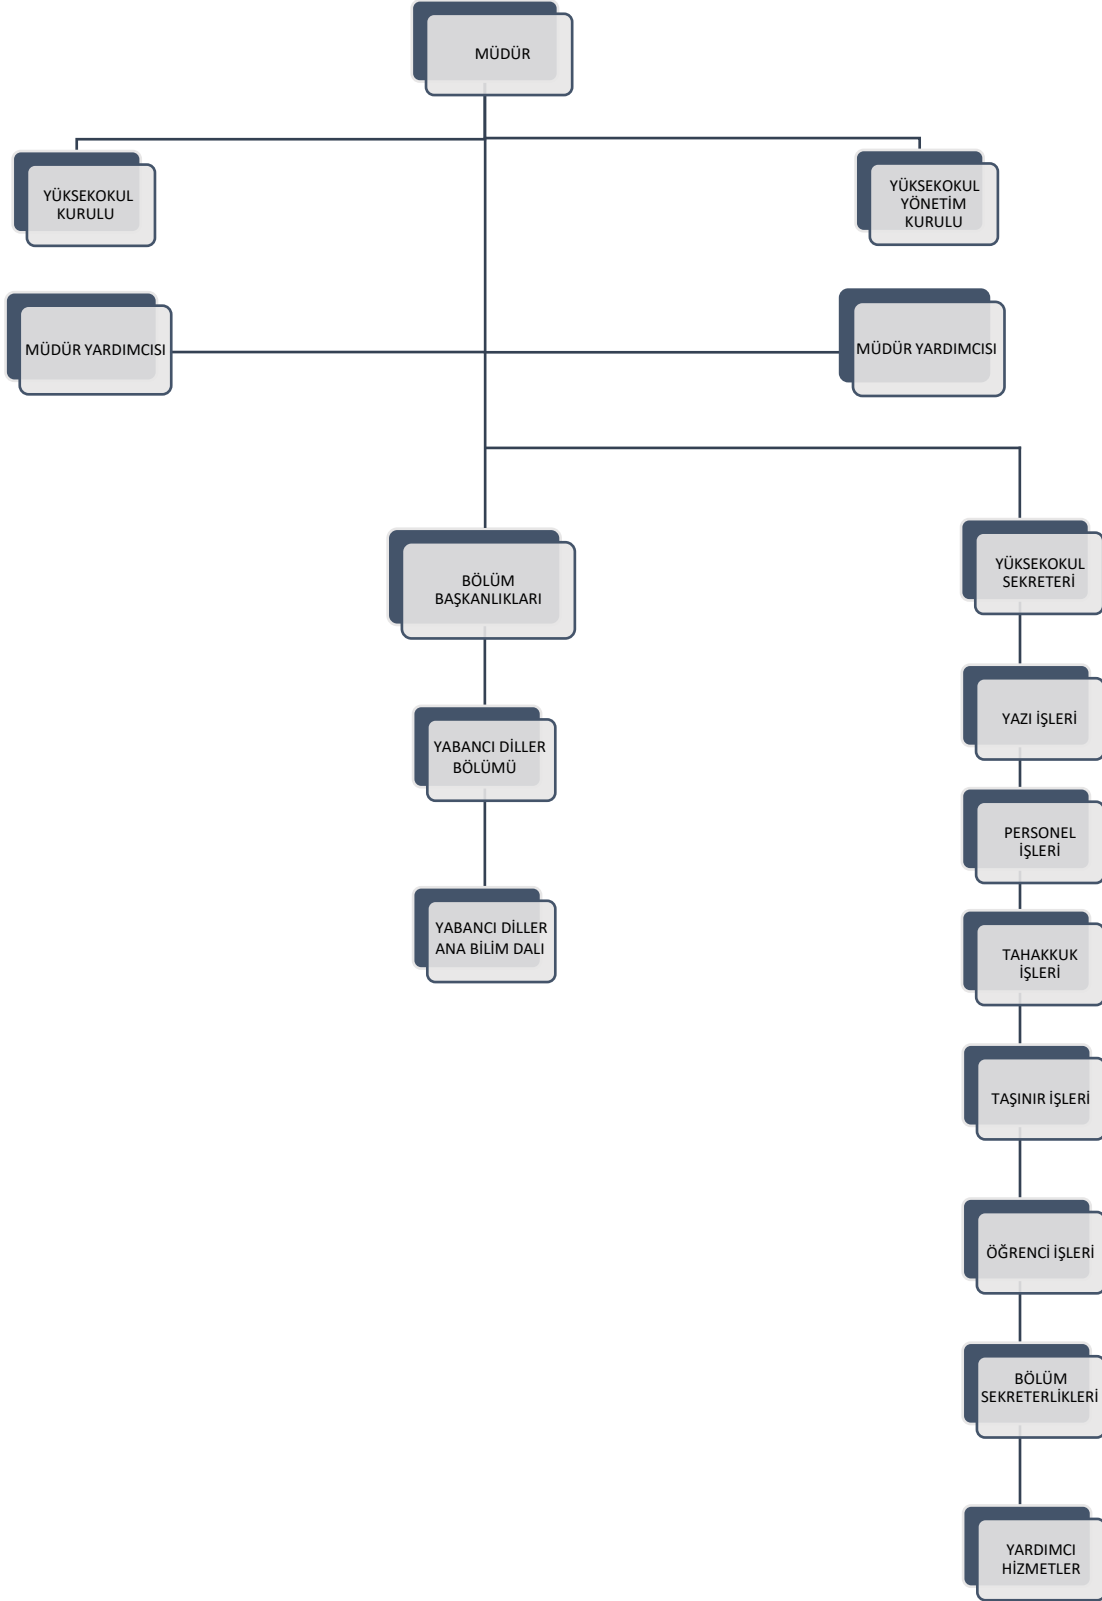 MÜDÜR
YÜKSEKOKUL
KURULU
YÜKSEKOKUL
YÖNETİM
KURULU
MÜDÜR YARDIMCISI
MÜDÜR YARDIMCISI
BÖLÜM
BAŞKANLIKLARI
YABANCI DİLLER
BÖLÜMÜ
YABANCI DİLLER
ANA BİLİM DALI
YÜKSEKOKUL
SEKRETERİ
YAZI İŞLERİ
PERSONEL
İŞLERİ
TAHAKKUK
İŞLERİ
TAŞINIR İŞLERİ
ÖĞRENCİ İŞLERİ
BÖLÜM
SEKRETERLİKLERİ
YARDIMCI
HİZMETLER